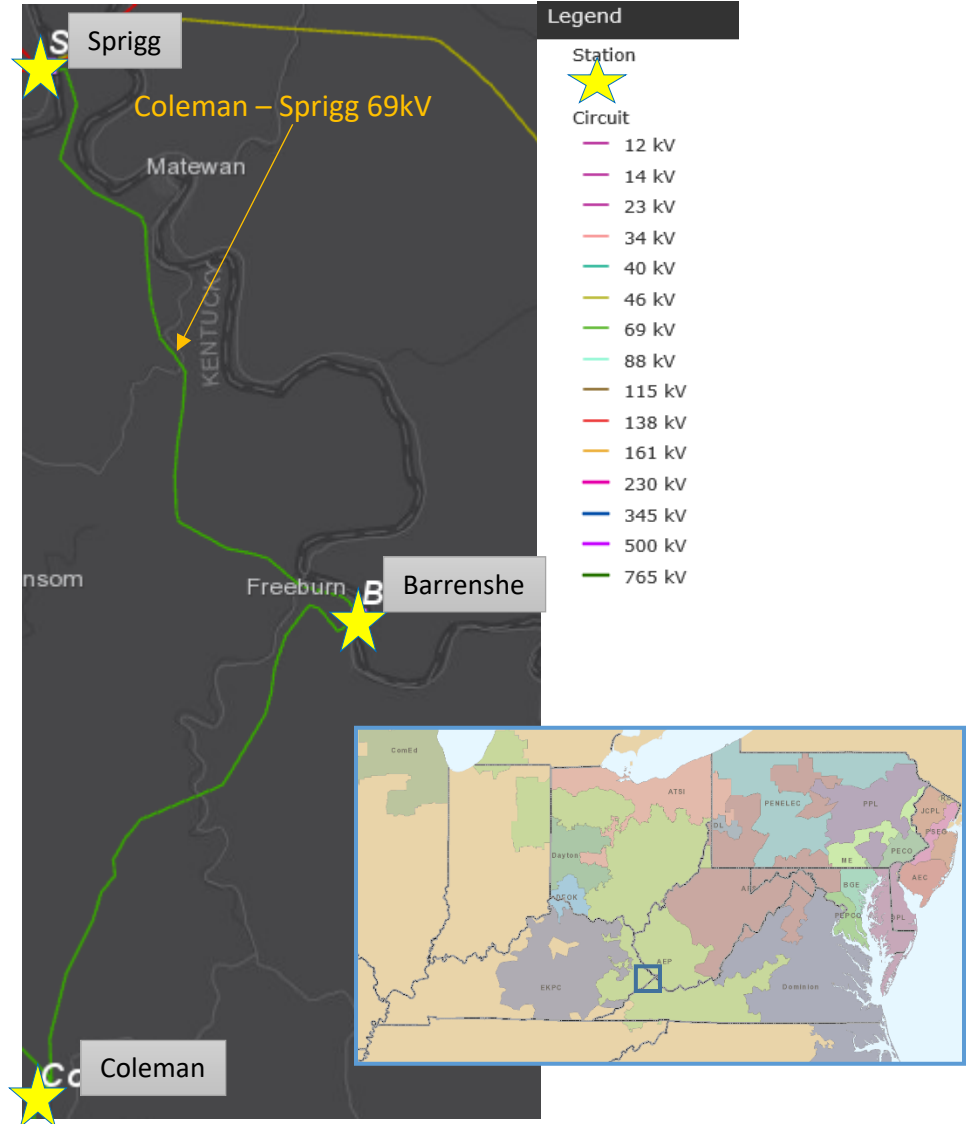 Sprigg
S
Coleman – Sprigg 69kV
Matewan
KENTUCKY
nsom
Freeburn
B
Barrenshe
Co
Coleman
Legend
Station
Circuit
12 kV
14 kV
23 kV
34 kV
40 kV
46 kV
69 kV
88 kV
115 kV
138 kV
161 kV
230 kV
345 kV
500 kV
765 kV
ComEd
ATSI
PENELEC
PPL
JCPL
PSEG
PECO
ME
AEC
BGE
PEPCO
DPL
Dayton
DEOK
DL
APS
AEP
EKPC
Dominion